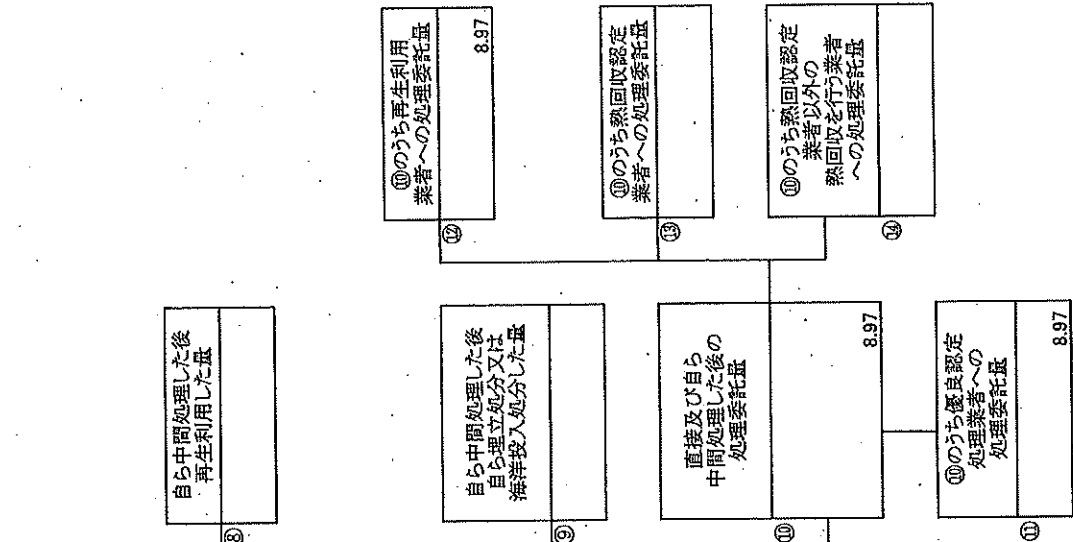 ⑧
自ら中間処理した後
再生利用した量
⑨
自ら中間処理した後
自ら埋立処分又は
海洋投入処分した量
⑩
直接及び自ら
中間処理した後の
処理委託量
8.97
⑪
⑩のうち優良認定
処理業者への
処理委託量
8.97
⑫
⑩のうち再生利用
業者への処理委託量
8.97
⑬
⑩のうち熱回収認定
業者への処理委託量
⑭
⑩のうち熱回収認定
業者以外の
熱回収を行う業者
への処理委託量